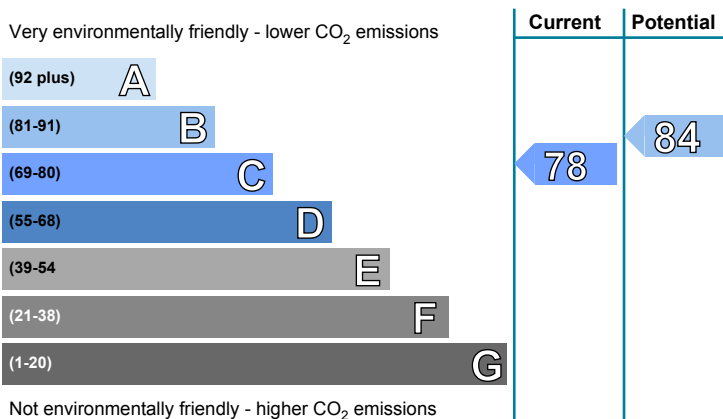 Very environmentally friendly - lower CO2 emissions
Current
Potential
(92 plus) A
(81-91) B
(69-80) C
(55-68) D
(39-54 E
(21-38) F
(1-20) G
78
84
Not environmentally friendly - higher CO2 emissions